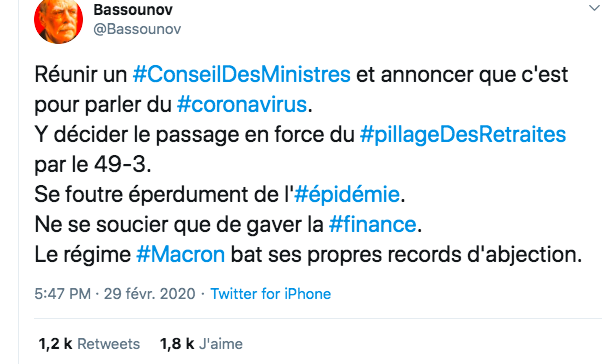 Bassounov
@Bassounov
Réunir un #ConseilDesMinistres et annoncer que c'est
pour parler du #coronavirus.
Y décider le passage en force du #pillageDesRetraites
par le 49-3.
Se foutre éperdument de l'#épidémie.
Ne se soucier que de gaver la #finance.
Le régime #Macron bat ses propres records d'abjection.
5:47 PM · 29 févr. 2020 · Twitter for iPhone
1,2 k Retweets 1,8 k J'aime